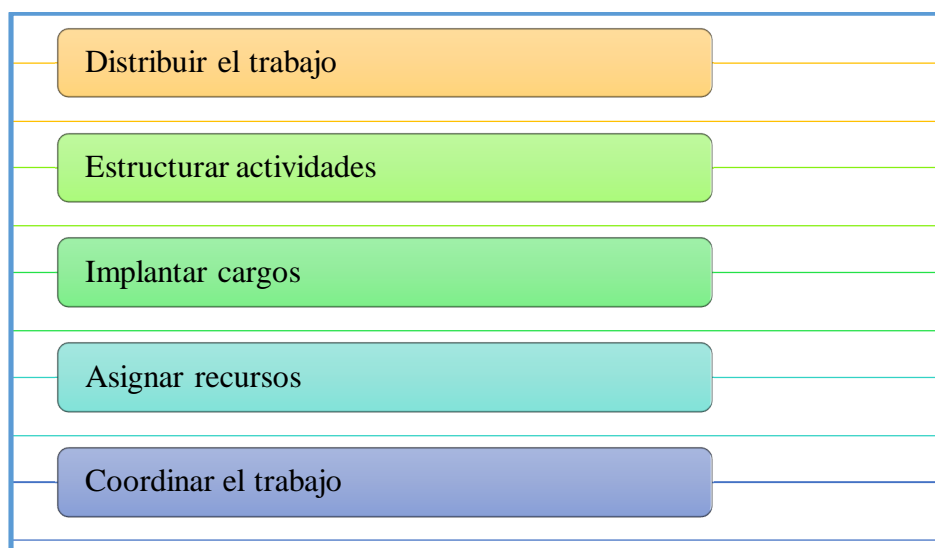 Distribuir el trabajo
Estructurar actividades
Implantar cargos
Asignar recursos
Coordinar el trabajo